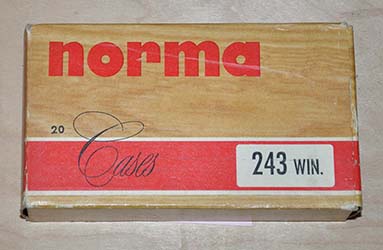 norma
20 Cases
243 WIN.